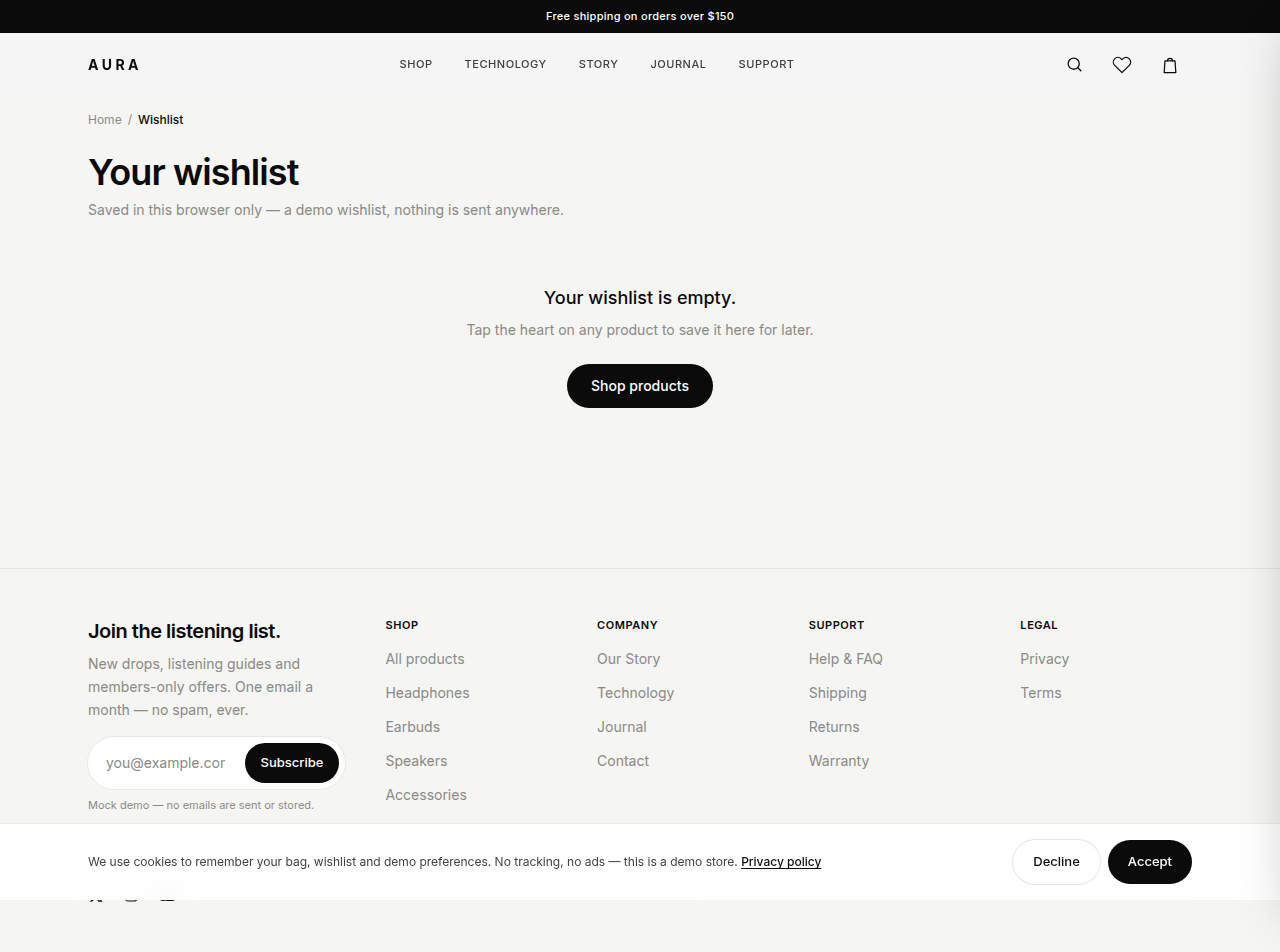 Free shipping on orders over $150
AURA
SHOP
TECHNOLOGY
STORY
JOURNAL
SUPPORT
Home / Wishlist
Your wishlist
Saved in this browser only — a demo wishlist, nothing is sent anywhere.
Your wishlist is empty.
Tap the heart on any product to save it here for later.
Shop products
Join the listening list.
New drops, listening guides and
members-only offers. One email a
month — no spam, ever.
you@example.cor
Subscribe
Mock demo — no emails are sent or stored.
SHOP
All products
Headphones
Earbuds
Speakers
Accessories
COMPANY
Our Story
Technology
Journal
Contact
SUPPORT
Help & FAQ
Shipping
Returns
Warranty
LEGAL
Privacy
Terms
We use cookies to remember your bag, wishlist and demo preferences. No tracking, no ads — this is a demo store. Privacy policy
Decline
Accept